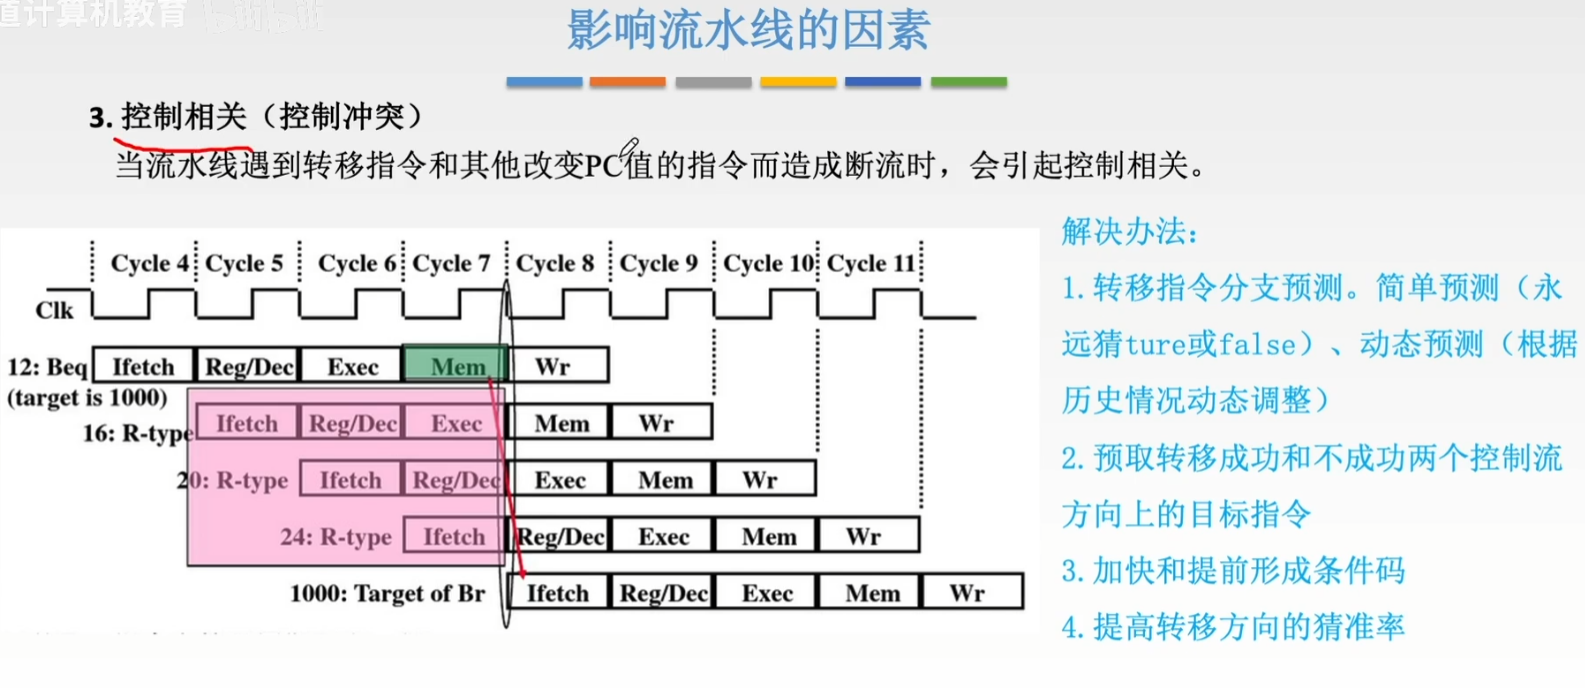 道计算机教育 bilibili
影响流水线的因素
3. 控制相关（控制冲突）
当流水线遇到转移指令和其他改变PC值的指令而造成断流时，会引起控制相关。
Cycle 4 Cycle 5 Cycle 6 Cycle 7 Cycle 8 Cycle 9 Cycle 10 Cycle 11
Clk
12: Beq Ifetch Reg/Dec Exec Mem Wr
(target is 1000)
16: R-type Ifetch Reg/Dec Exec Mem Wr
20: R-type Ifetch Reg/Dec Exec Mem Wr
24: R-type Ifetch Reg/Dec Exec Mem Wr
1000: Target of Br Ifetch Reg/Dec Exec Mem Wr
解决办法:
1.转移指令分支预测。简单预测（永
远猜ture或false）、动态预测（根据
历史情况动态调整）
2.预取转移成功和不成功两个控制流
方向上的目标指令
3.加快和提前形成条件码
4.提高转移方向的猜准率